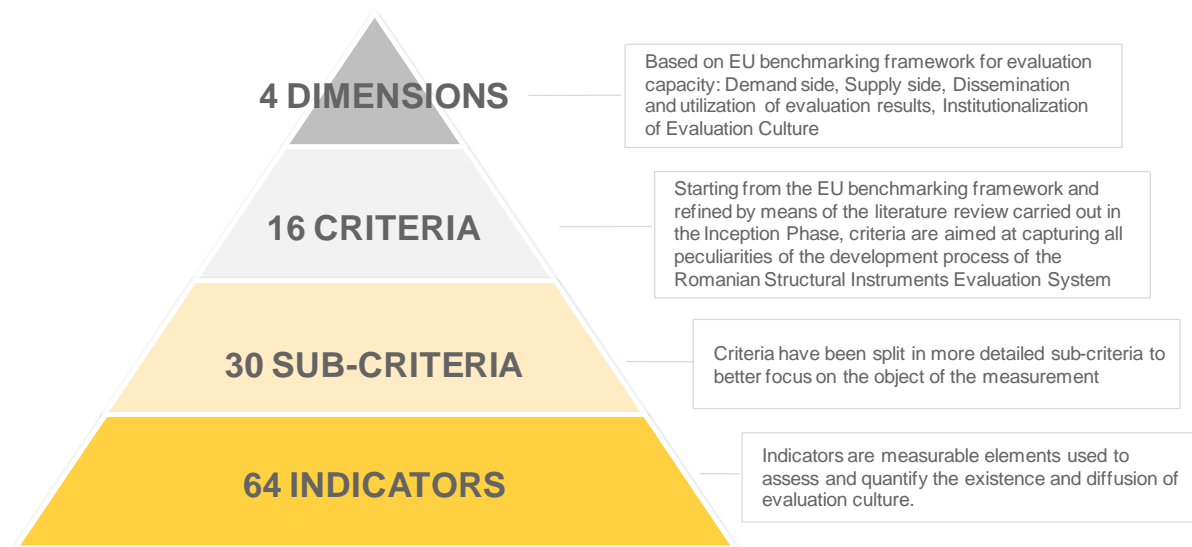 4 DIMENSIONS
Based on EU benchmarking framework for evaluation
capacity: Demand side, Supply side, Dissemination
and utilization of evaluation results, Institutionalization
of Evaluation Culture
16 CRITERIA
Starting from the EU benchmarking framework and
refined by means of the literature review carried out in
the Inception Phase, criteria are aimed at capturing all
peculiarities of the development process of the
Romanian Structural Instruments Evaluation System
30 SUB-CRITERIA
Criteria have been split in more detailed sub-criteria to
better focus on the object of the measurement
64 INDICATORS
Indicators are measurable elements used to
assess and quantify the existence and diffusion of
evaluation culture.